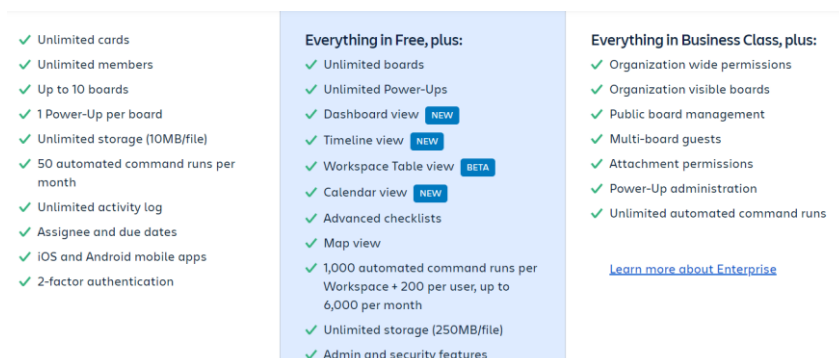 Unlimited cards
Unlimited members
Up to 10 boards
1 Power-Up per board
Unlimited storage (10MB/file)
50 automated command runs per
month
Unlimited activity log
Assignee and due dates
iOS and Android mobile apps
2-factor authentication
Everything in Free, plus:
Unlimited boards
Unlimited Power-Ups
Dashboard view NEW
Timeline view NEW
Workspace Table view BETA
Calendar view NEW
Advanced checklists
Map view
1,000 automated command runs per
Workspace + 200 per user, up to
6,000 per month
Unlimited storage (250MB/file)
Admin and security features
Everything in Business Class, plus:
Organization wide permissions
Organization visible boards
Public board management
Multi-board guests
Attachment permissions
Power-Up administration
Unlimited automated command runs
Learn more about Enterprise